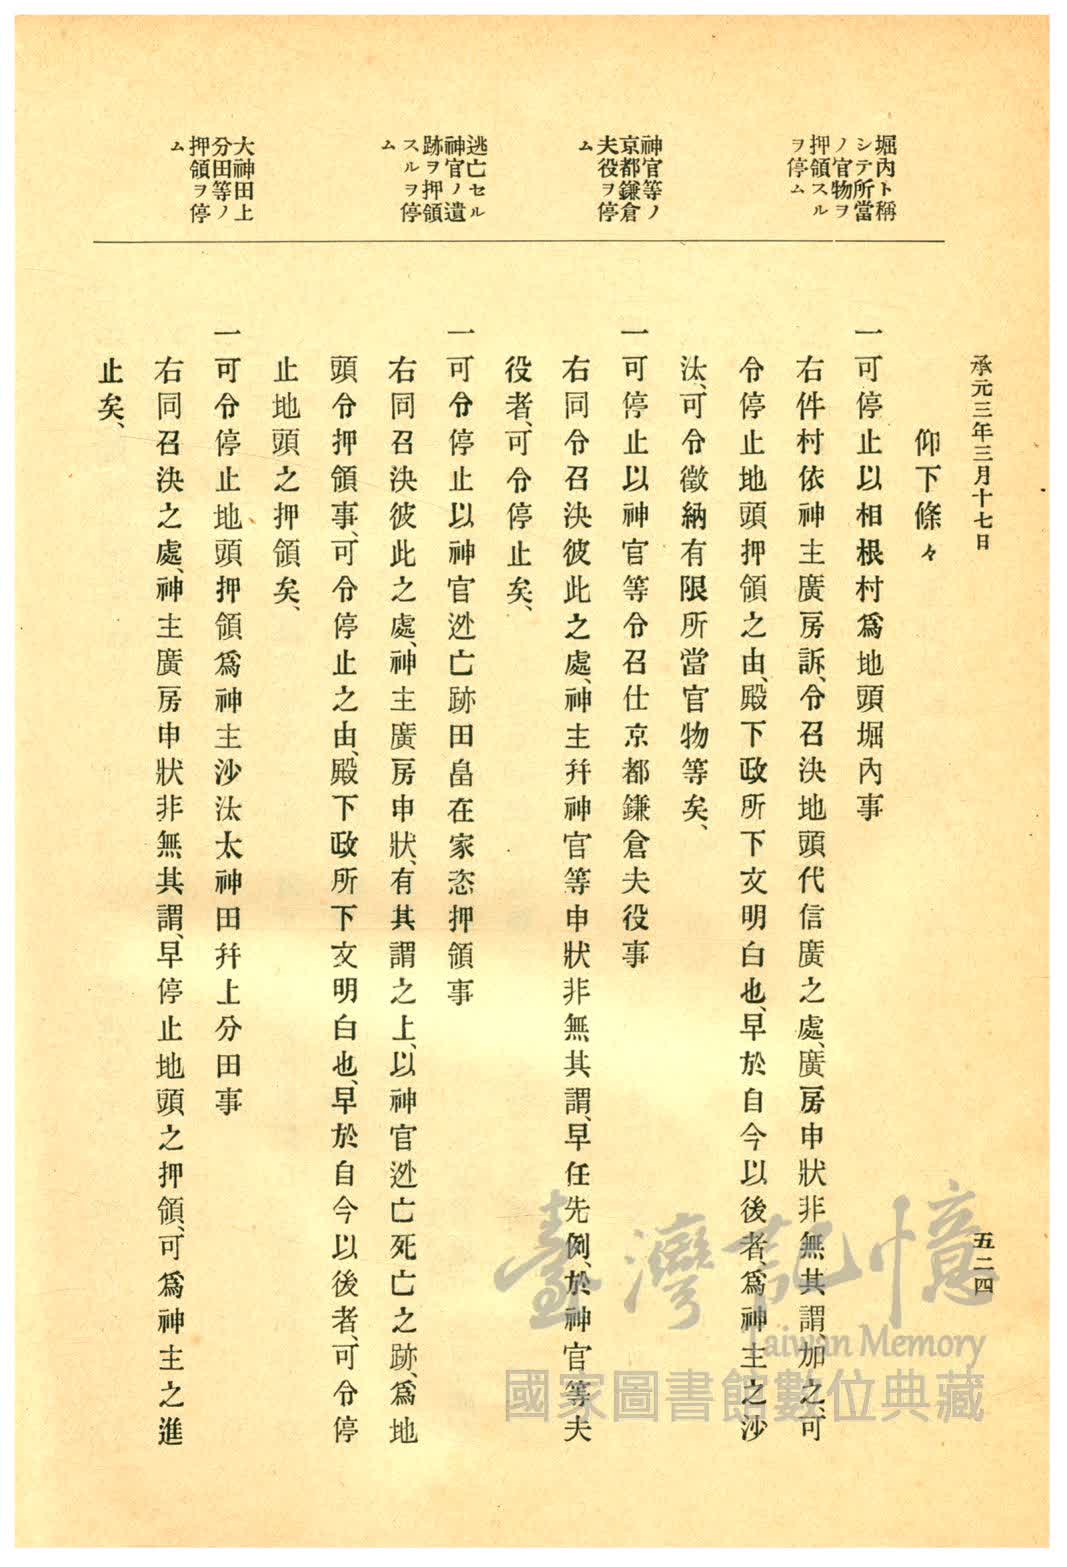 承元三年三月十七日
五二四
堀內ト稱
シテ所當
ノ官物ヲ
押領スル
ヲ停ム
神官等ノ
京都鎌倉
夫役ヲ停
ム
逃亡セル
神官ノ遺
跡ヲ押領
スルヲ停
ム
大神田上
分田等ノ
押領ヲ停
ム
仰下條々
一可停止以相根村爲地頭堀內事
右件村依神主廣房訴、令召決地頭代信廣之處、廣房申狀非無其謂、加之、可
令停止地頭押領之由、殿下政所下文明白也、早於自今以後者、爲神主之沙
汰、可令徵納有限所當官物等矣、
一可停止以神官等令召仕京都鎌倉夫役事
右同令召決彼此之處、神主幷神官等申狀非無其謂、早任先例、於神官等夫
役者、可令停止矣、
一可令停止以神官迯亡跡田畠在家恣押領事
右同召決彼此之處、神主廣房申狀、有其謂之上、以神官迯亡死亡之跡、爲地
頭令押領事、可令停止之由、殿下政所下文明白也、早於自今以後者、可令停
止地頭之押領矣、
一可令停止地頭押領爲神主沙汰太神田幷上分田事
右同召決之處、神主廣房申狀非無其謂、早停止地頭之押領、可爲神主之進
止矣、
臺灣記憶
Taiwan Memory
國家圖書館數位典藏